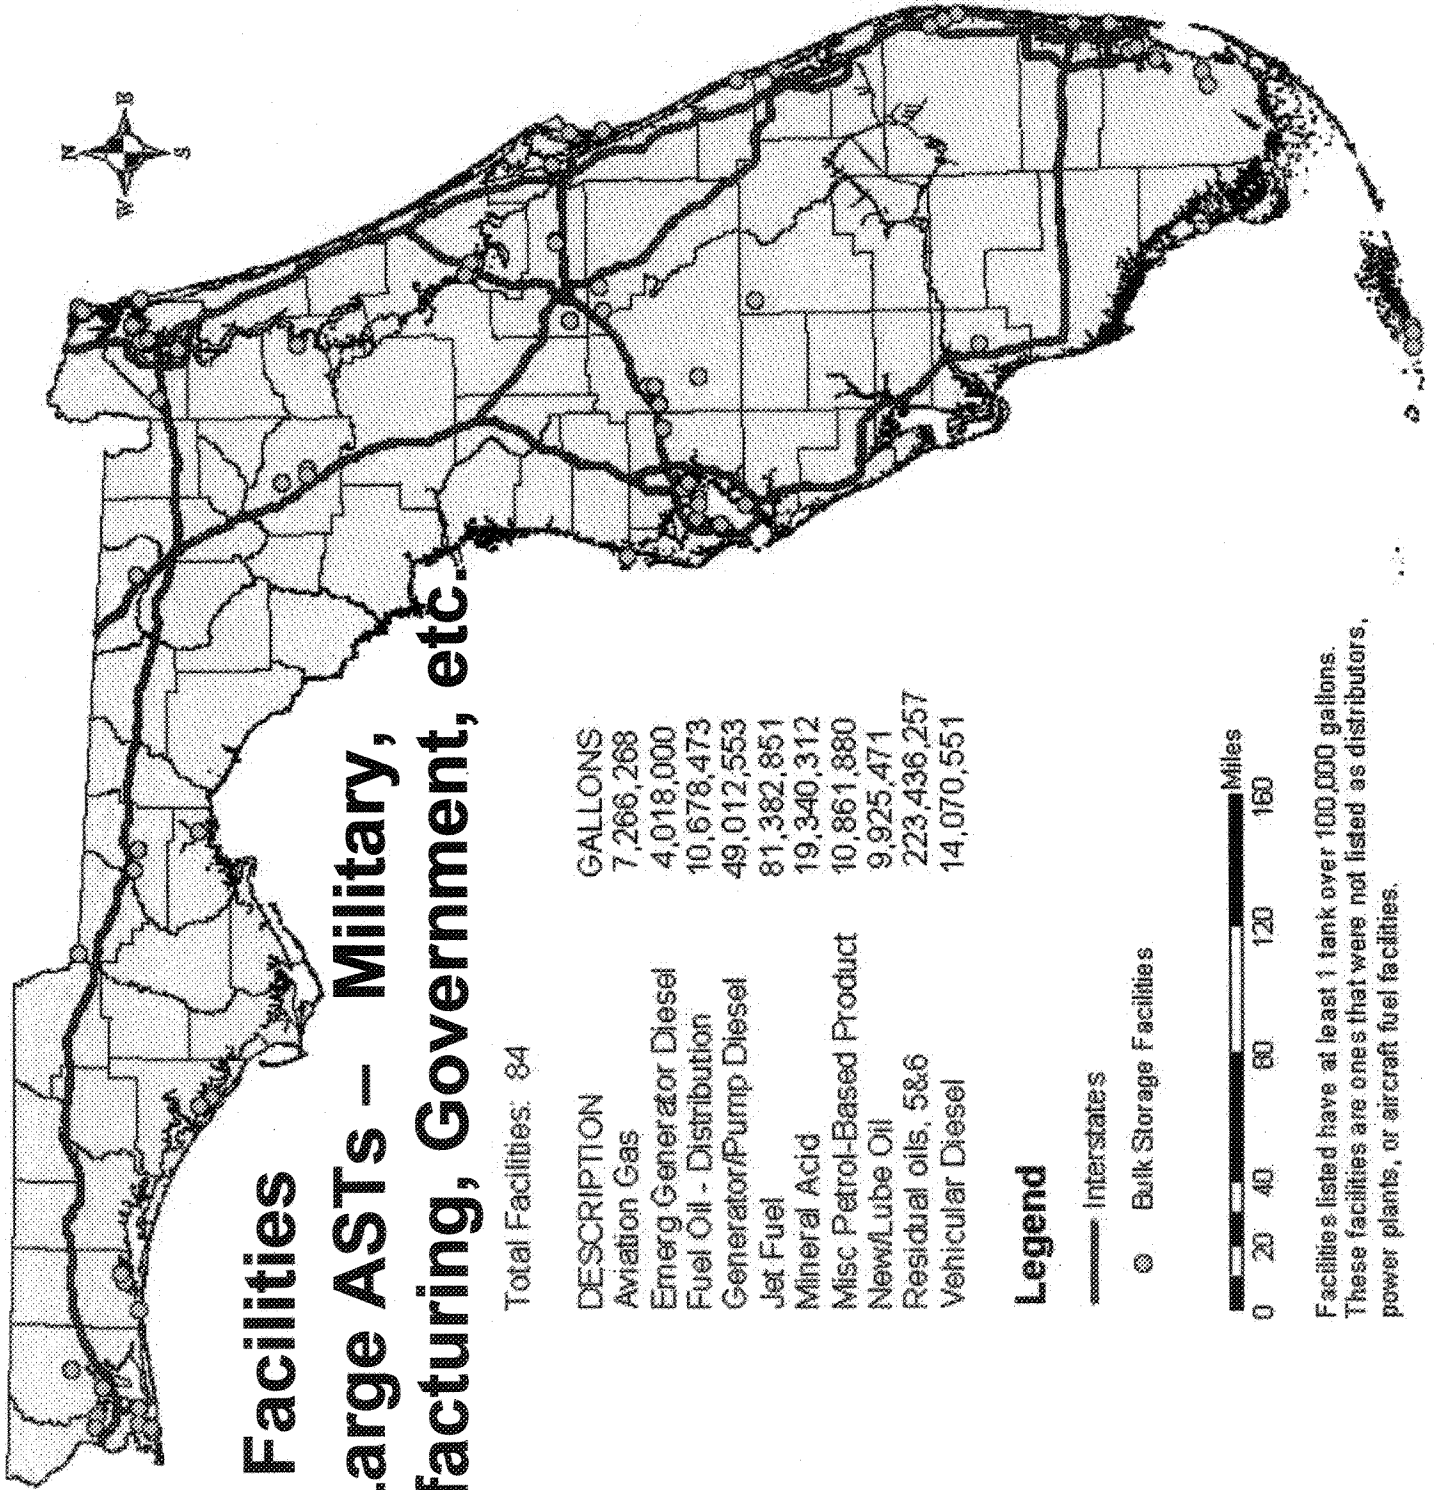 N
W E
S
Facilities
arge ASTs – Military,
facturing, Government, etc.
Total Facilities: 84
DESCRIPTION GALLONS
Aviation Gas 7,266,268
Emerg Generator Diesel 4,018,000
Fuel Oil - Distribution 10,678,473
Generator/Pump Diesel 49,012,553
Jet Fuel 81,382,851
Mineral Acid 19,340,312
Misc Petrol-Based Product 10,861,880
New/Lube Oil 9,925,471
Residual oils, 5&6 223,436,257
Vehicular Diesel 14,070,551
Legend
Interstates
Bulk Storage Facilities
0 20 40 80 120 160 Miles
Facilities listed have at least 1 tank over 100,000 gallons.
These facilities are ones that were not listed as distributors,
power plants, or aircraft fuel facilities.